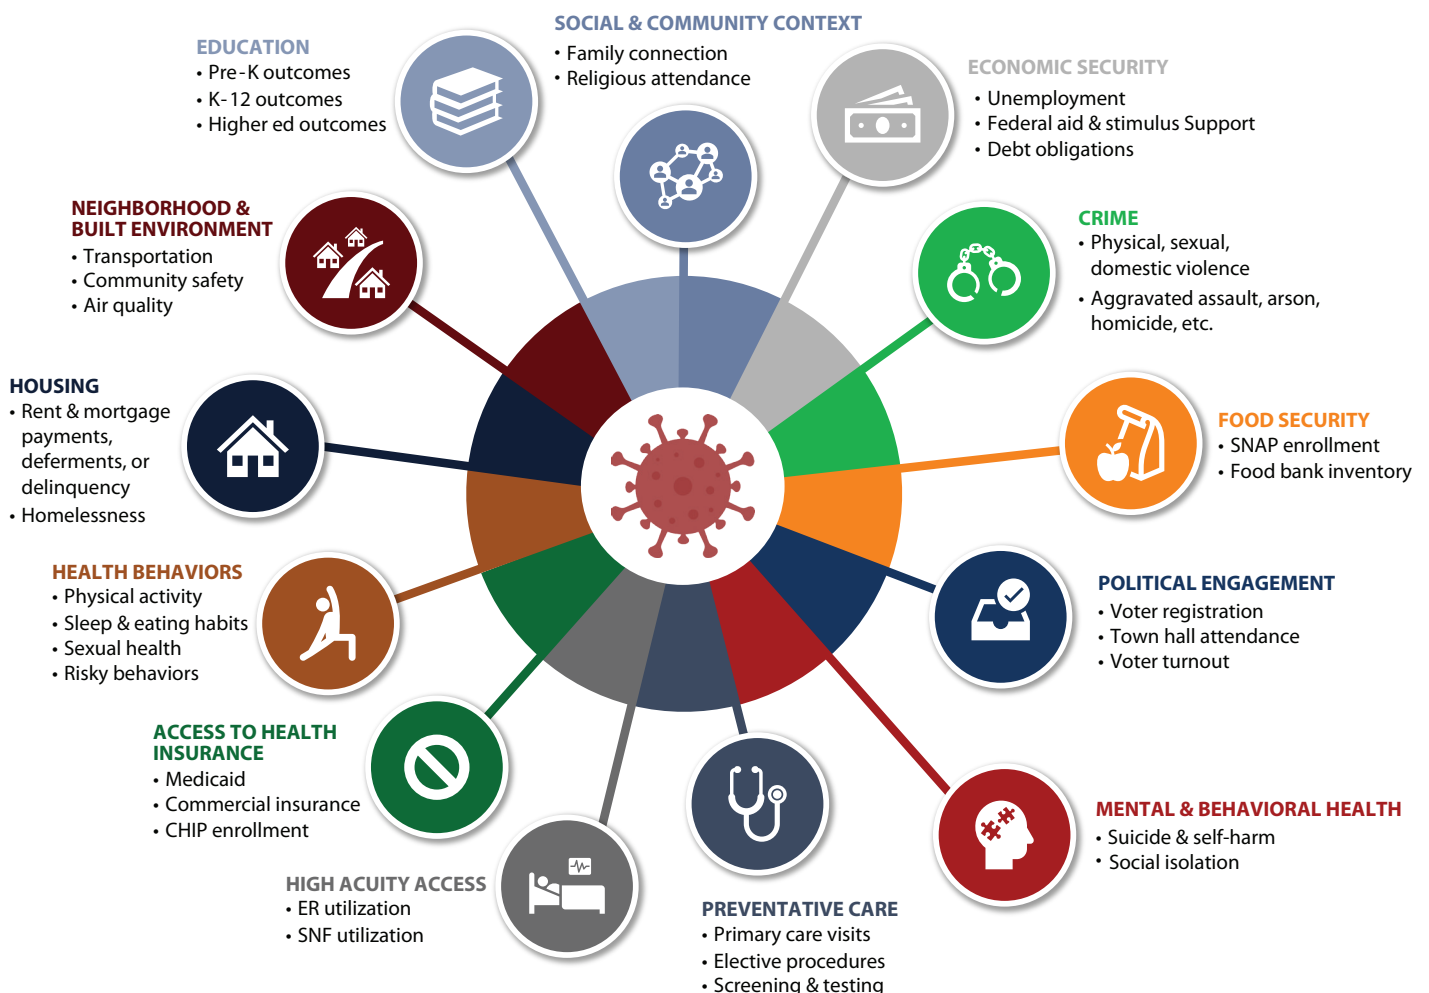 SOCIAL & COMMUNITY CONTEXT
• Family connection
• Religious attendance
EDUCATION
• Pre-K outcomes
• K-12 outcomes
• Higher ed outcomes
ECONOMIC SECURITY
• Unemployment
• Federal aid & stimulus Support
• Debt obligations
NEIGHBORHOOD &
BUILT ENVIRONMENT
• Transportation
• Community safety
• Air quality
CRIME
• Physical, sexual,
domestic violence
• Aggravated assault, arson,
homicide, etc.
HOUSING
• Rent & mortgage
payments,
deferments, or
delinquency
• Homelessness
FOOD SECURITY
• SNAP enrollment
• Food bank inventory
HEALTH BEHAVIORS
• Physical activity
• Sleep & eating habits
• Sexual health
• Risky behaviors
POLITICAL ENGAGEMENT
• Voter registration
• Town hall attendance
• Voter turnout
ACCESS TO HEALTH
INSURANCE
• Medicaid
• Commercial insurance
• CHIP enrollment
MENTAL & BEHAVIORAL HEALTH
• Suicide & self-harm
• Social isolation
HIGH ACUITY ACCESS
• ER utilization
• SNF utilization
PREVENTATIVE CARE
• Primary care visits
• Elective procedures
• Screening & testing